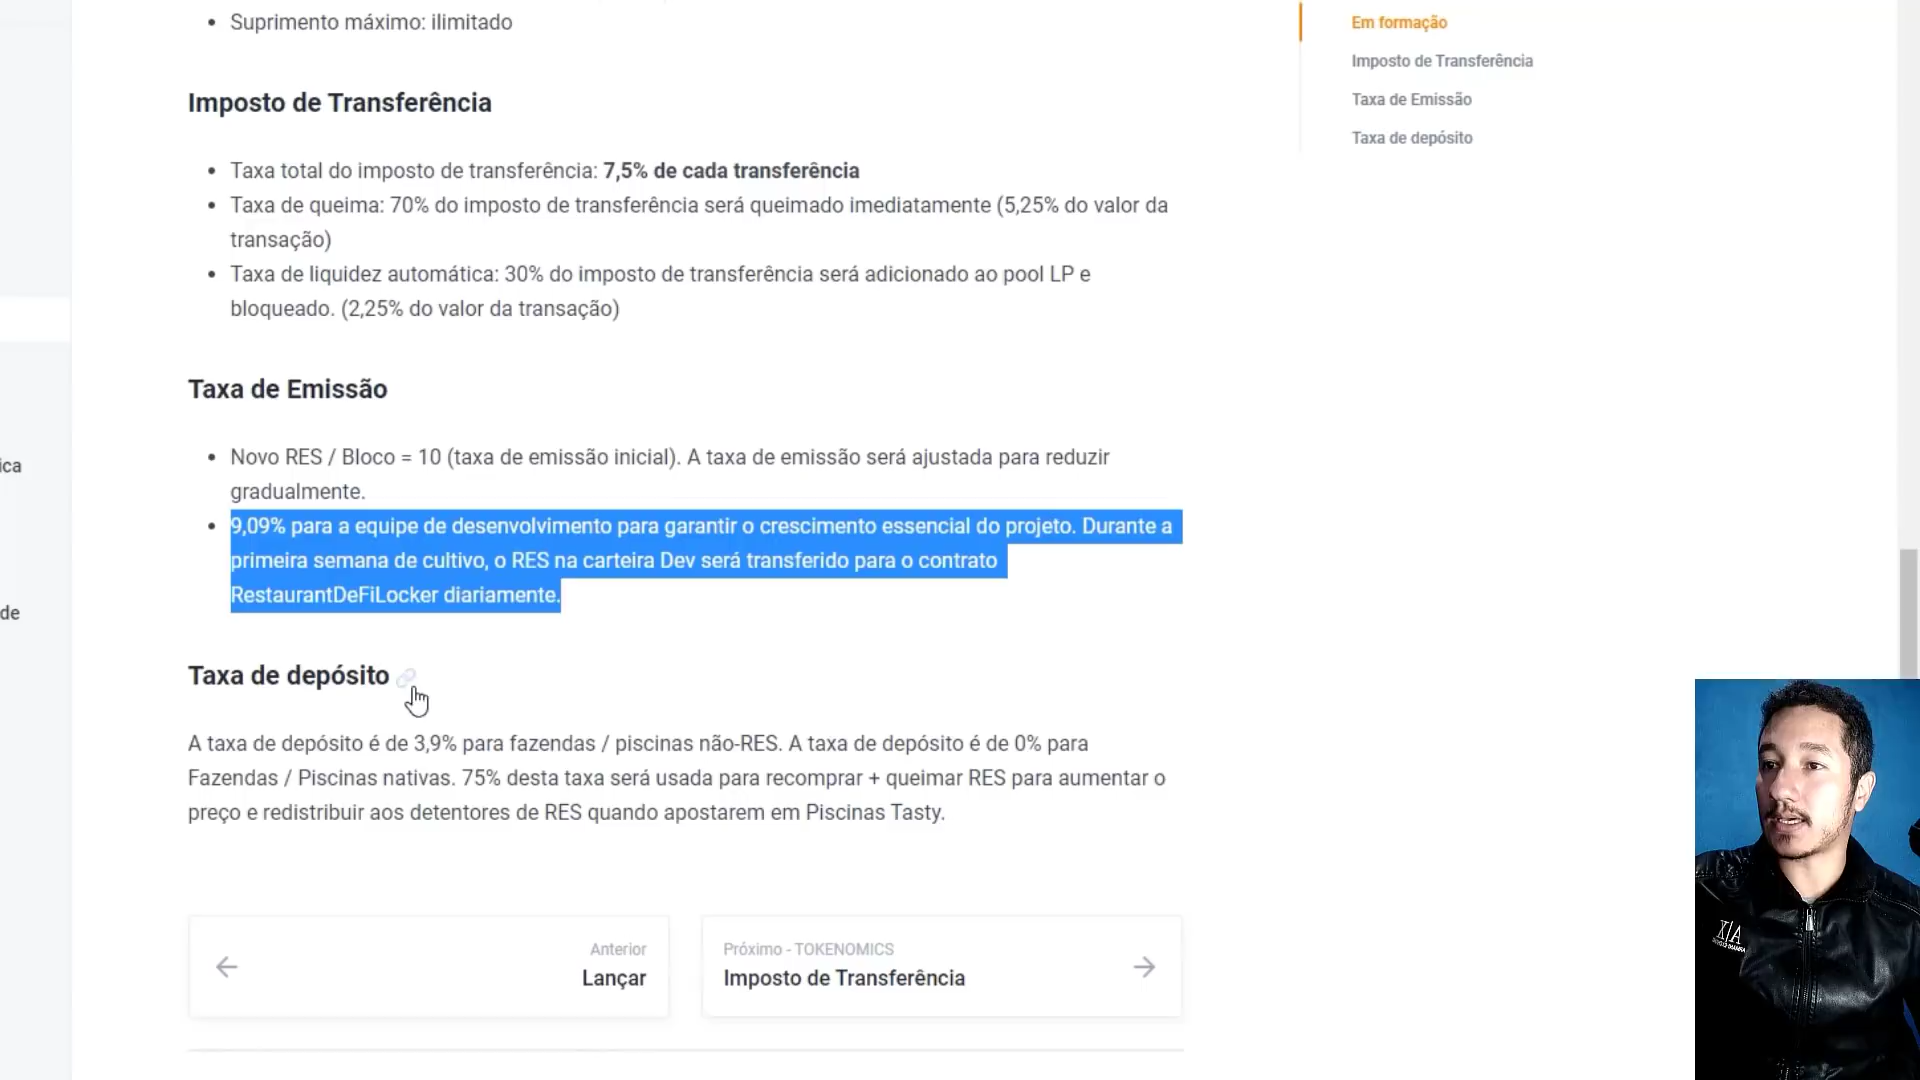 Suprimento máximo: ilimitado
Imposto de Transferência
Taxa total do imposto de transferência: 7,5% de cada transferência
Taxa de queima: 70% do imposto de transferência será queimado imediatamente (5,25% do valor da
transação)
Taxa de liquidez automática: 30% do imposto de transferência será adicionado ao pool LP e
bloqueado. (2,25% do valor da transação)
Taxa de Emissão
Novo RES / Bloco = 10 (taxa de emissão inicial). A taxa de emissão será ajustada para reduzir
gradualmente.
9,09% para a equipe de desenvolvimento para garantir o crescimento essencial do projeto. Durante a
primeira semana de cultivo, o RES na carteira Dev será transferido para o contrato
RestaurantDeFiLocker diariamente.
Taxa de depósito
A taxa de depósito é de 3,9% para fazendas / piscinas não-RES. A taxa de depósito é de 0% para
Fazendas / Piscinas nativas. 75% desta taxa será usada para recomprar + queimar RES para aumentar o
preço e redistribuir aos detentores de RES quando apostarem em Piscinas Tasty.
Anterior
Lançar
Próximo - TOKENOMICS
Imposto de Transferência
Em formação
Imposto de Transferência
Taxa de Emissão
Taxa de depósito
ica
de
X|A